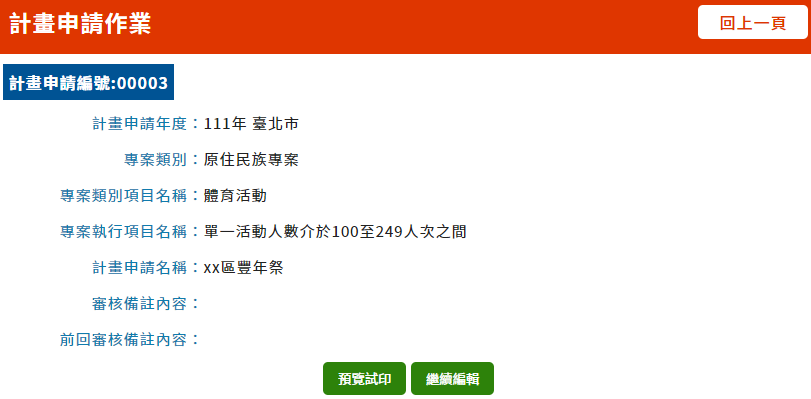 計畫申請作業
回上一頁
計畫申請編號:00003
計畫申請年度：111年 臺北市
專案類別：原住民族專案
專案類別項目名稱：體育活動
專案執行項目名稱：單一活動人數介於100至249人次之間
計畫申請名稱：xx區豐年祭
審核備註內容：
前回審核備註內容：
預覽試印
繼續編輯